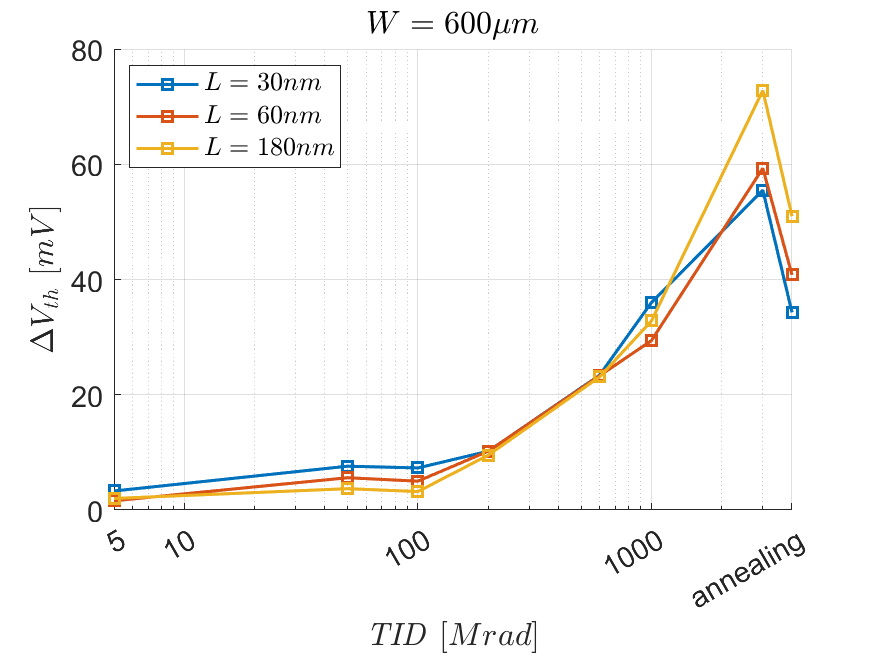 W = 600μm
L = 30nm
L = 60nm
L = 180nm
ΔV_th [mV]
80
60
40
20
0
5
10
100
1000
annealing
TID [Mrad]